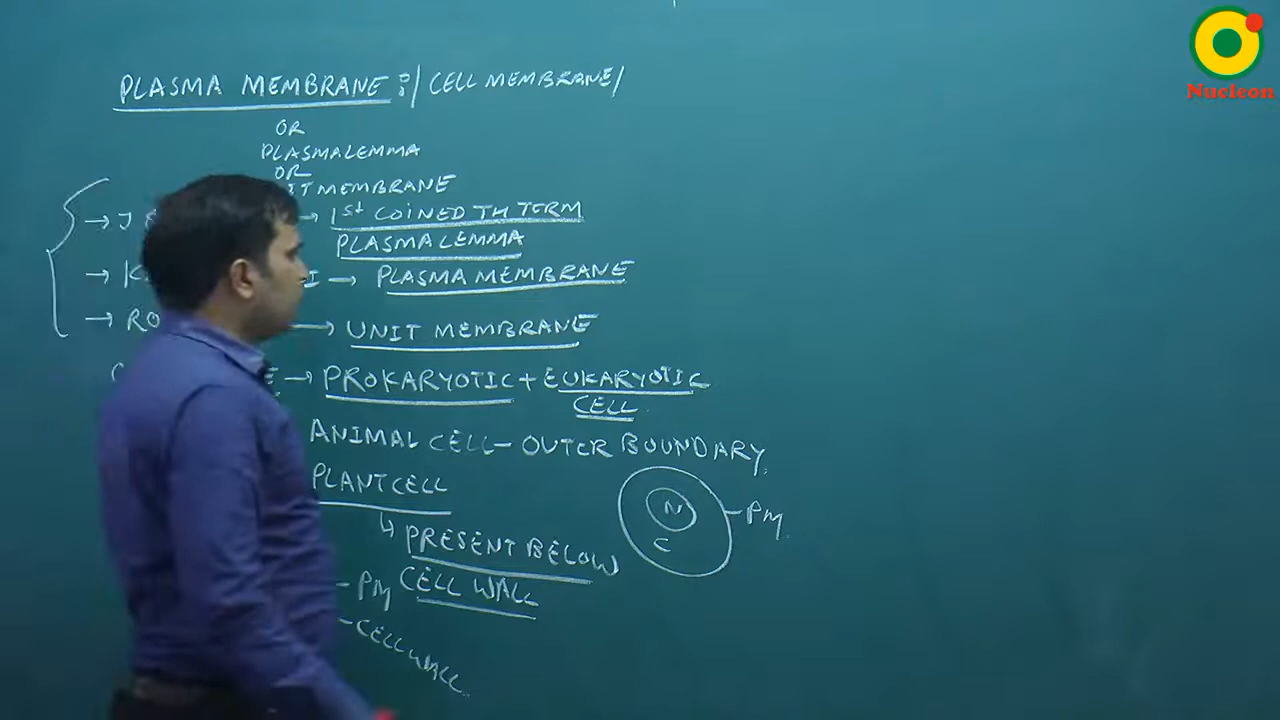 Nucleon
PLASMA MEMBRANE :/ CELL MEMBRANE/
OR
PLASMALEMMA
OR
MEMBRANE
→ J → 1st COINED TH TERM
PLASMALEMMA
→ → PLASMA MEMBRANE
→ → UNIT MEMBRANE
→ PROKARYOTIC + EUKARYOTIC
CELL
ANIMAL CELL - OUTER BOUNDARY
PLANT CELL
N
C
- PM
↳ PRESENT BELOW
CELL WALL
- PM
- CELL WALL